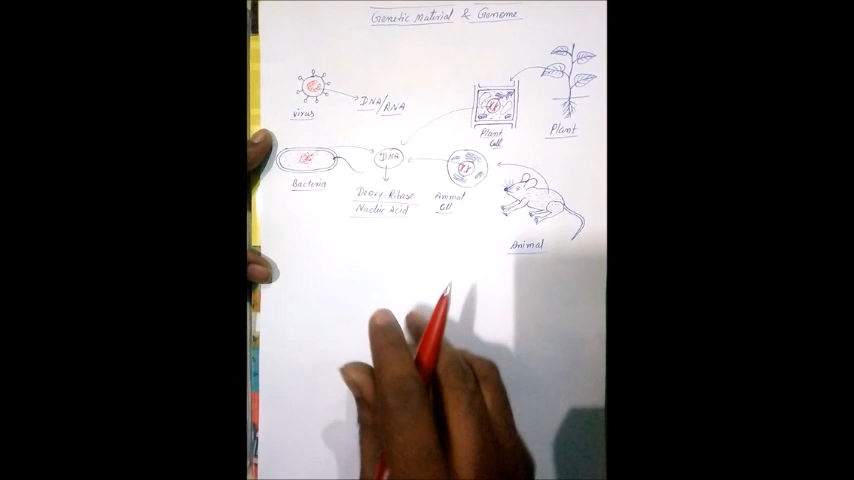 Genetic Material & Genome
virus
DNA/RNA
Plant
Cell
Plant
Bacteria
DNA
Deoxy-Ribose
Nucleic Acid
Animal
Cell
Animal